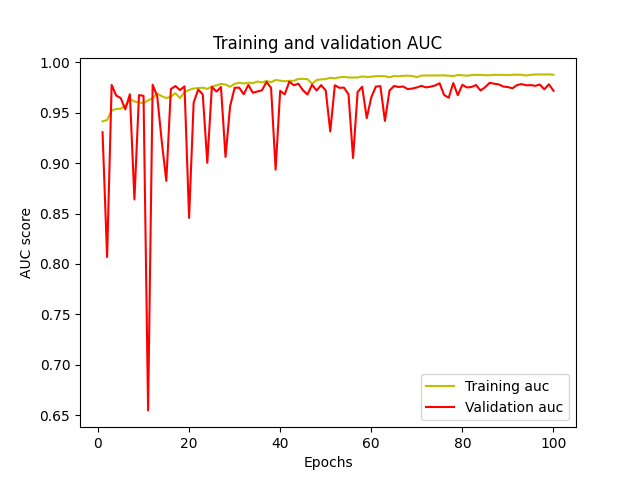 Training and validation AUC
AUC score
1.00
0.95
0.90
0.85
0.80
0.75
0.70
0.65
0
20
40
60
80
100
Epochs
Training auc
Validation auc